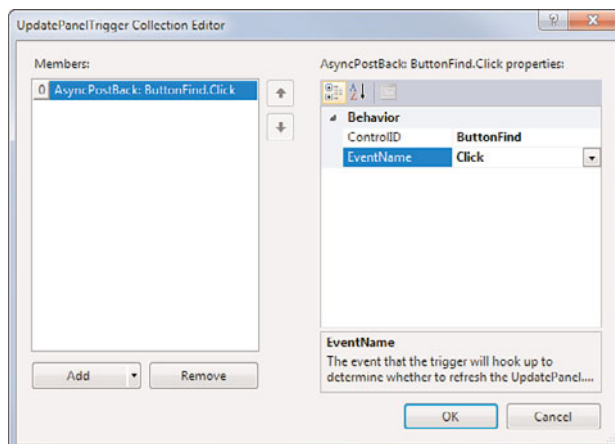 UpdatePanelTrigger Collection Editor
Members:
0 AsyncPostBack: ButtonFind.Click
Add
Remove
AsyncPostBack: ButtonFind.Click properties:
Behavior
ControlID ButtonFind
EventName Click
EventName
The event that the trigger will hook up to
determine whether to refresh the UpdatePanel....
OK
Cancel